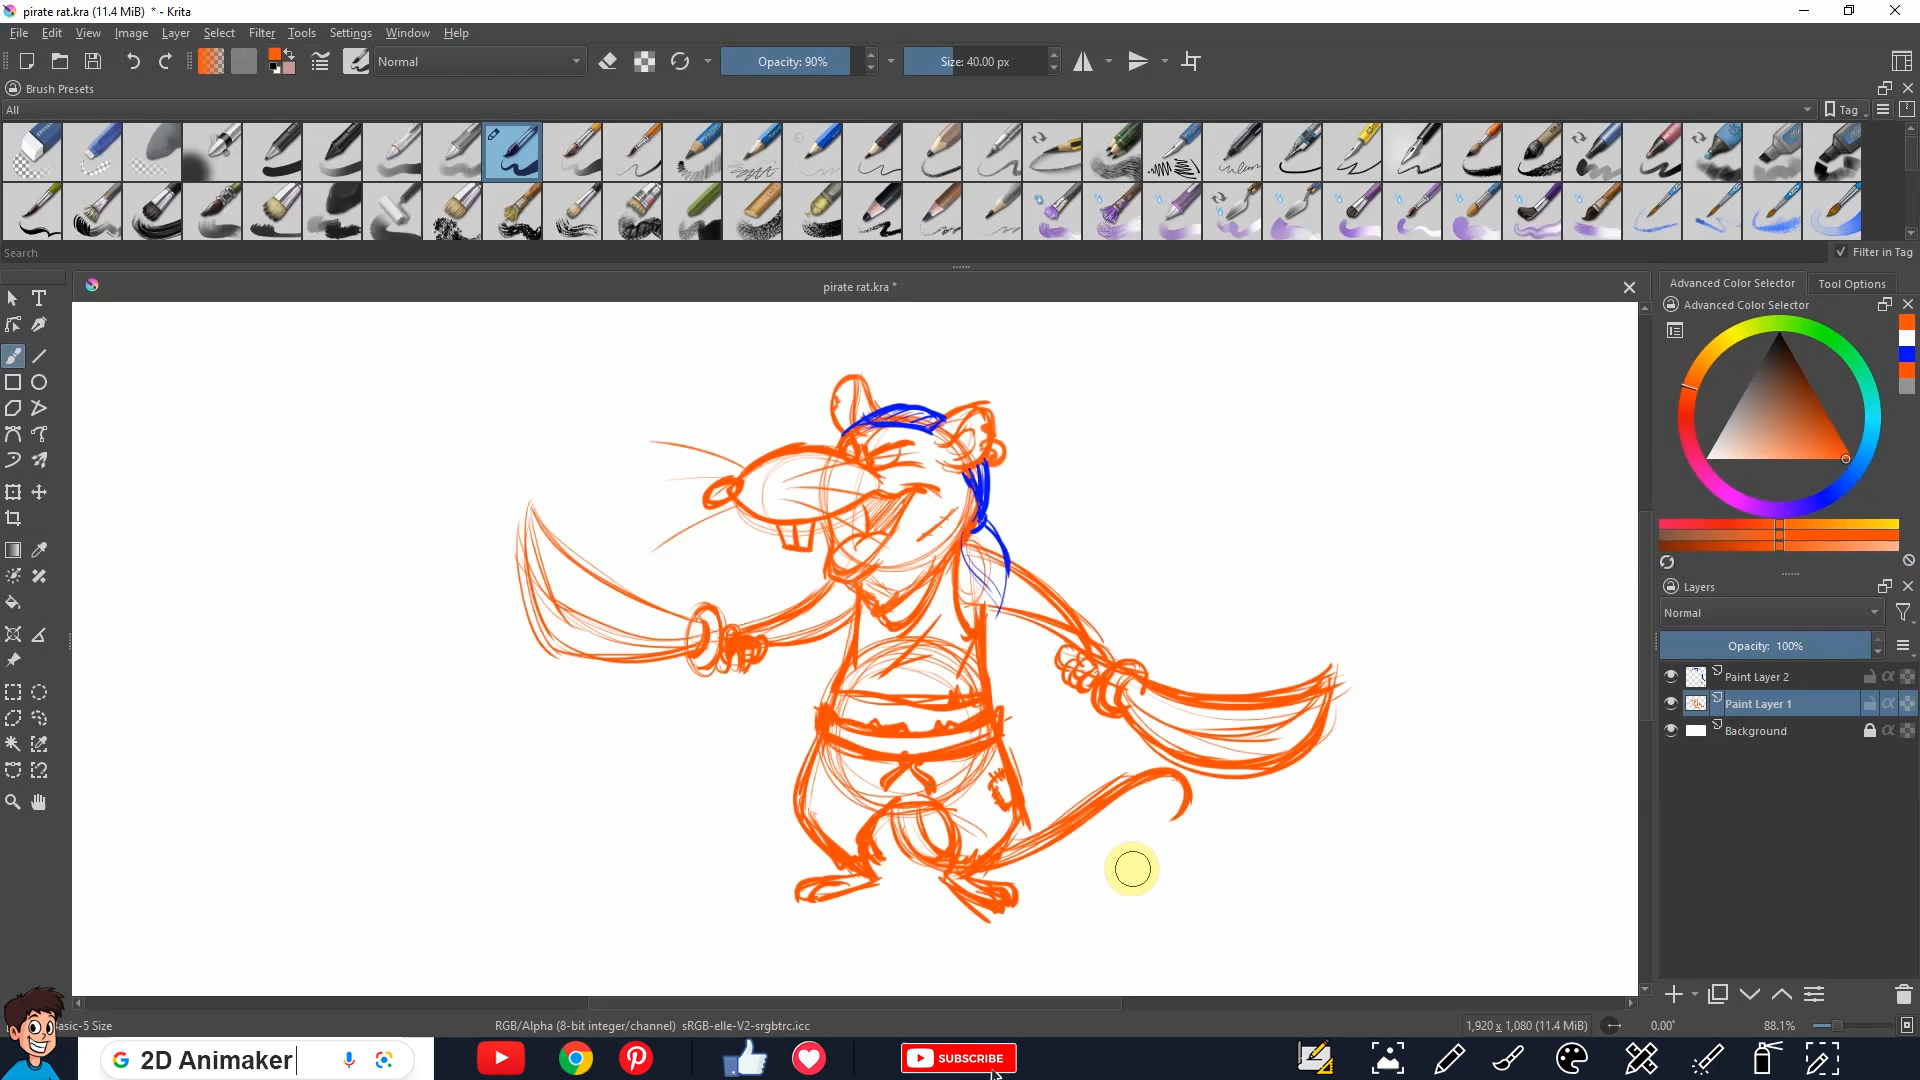 pirate rat.kra (11.4 MiB) * - Krita
File Edit View Image Layer Select Filter Tools Settings Window Help
Normal Opacity: 90% Size: 40.00 px
Brush Presets
All Tag
Search Filter in Tag
pirate rat.kra *
Advanced Color Selector Tool Options
Advanced Color Selector
Layers
Normal
Opacity: 100%
Paint Layer 2
Paint Layer 1
Background
asic-5 Size RGB/Alpha (8-bit integer/channel) sRGB-elle-V2-srgbtrc.icc 1,920 x 1,080 (11.4 MiB) 0.00° 88.1%
2D Animaker SUBSCRIBE